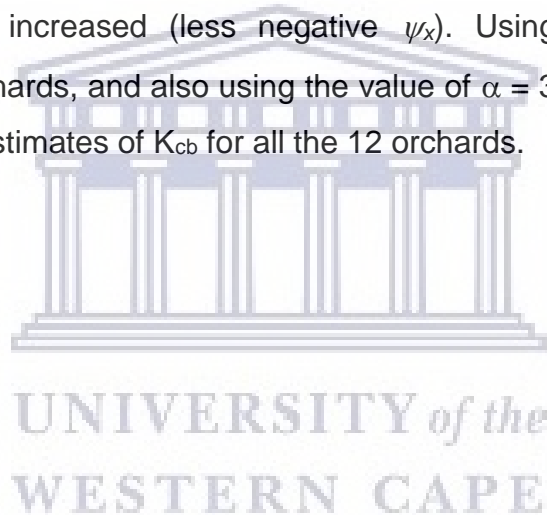 increased (less negative ψx). Using
hards, and also using the value of α = 3
stimates of Kcb for all the 12 orchards.
UNIVERSITY of the
WESTERN CAPE